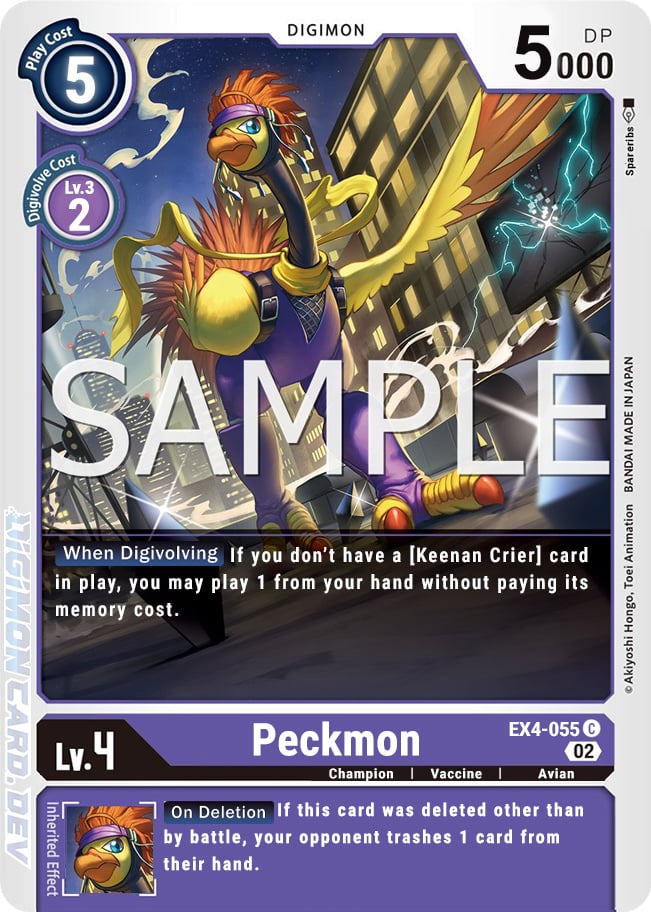 Play Cost
5
DIGIMON
5000
DP
Digivolve Cost
Lv.3
2
Spareribs
SAMPLE
When Digivolving If you don't have a [Keenan Crier] card
in play, you may play 1 from your hand without paying its
memory cost.
© Akiyoshi Hongo, Toei Animation BANDAI MADE IN JAPAN
DIGIMONCARD.DEV
Lv.4
Peckmon
EX4-055 C
02
Champion | Vaccine | Avian
Inherited Effect
On Deletion If this card was deleted other than
by battle, your opponent trashes 1 card from
their hand.